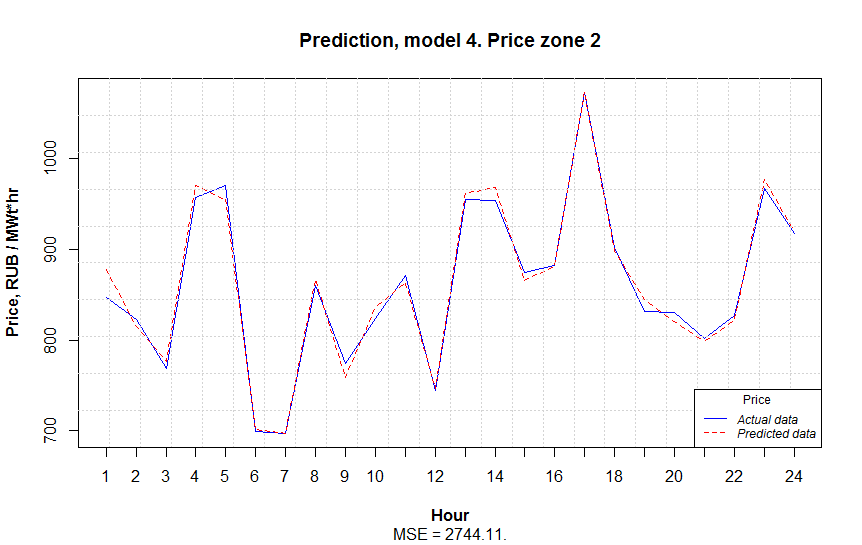 Prediction, model 4. Price zone 2
Price, RUB / MWt*hr
1000
900
800
700
Price
Actual data
Predicted data
1 2 3 4 5 6 7 8 9 10 12 14 16 18 20 22 24
Hour
MSE = 2744.11.